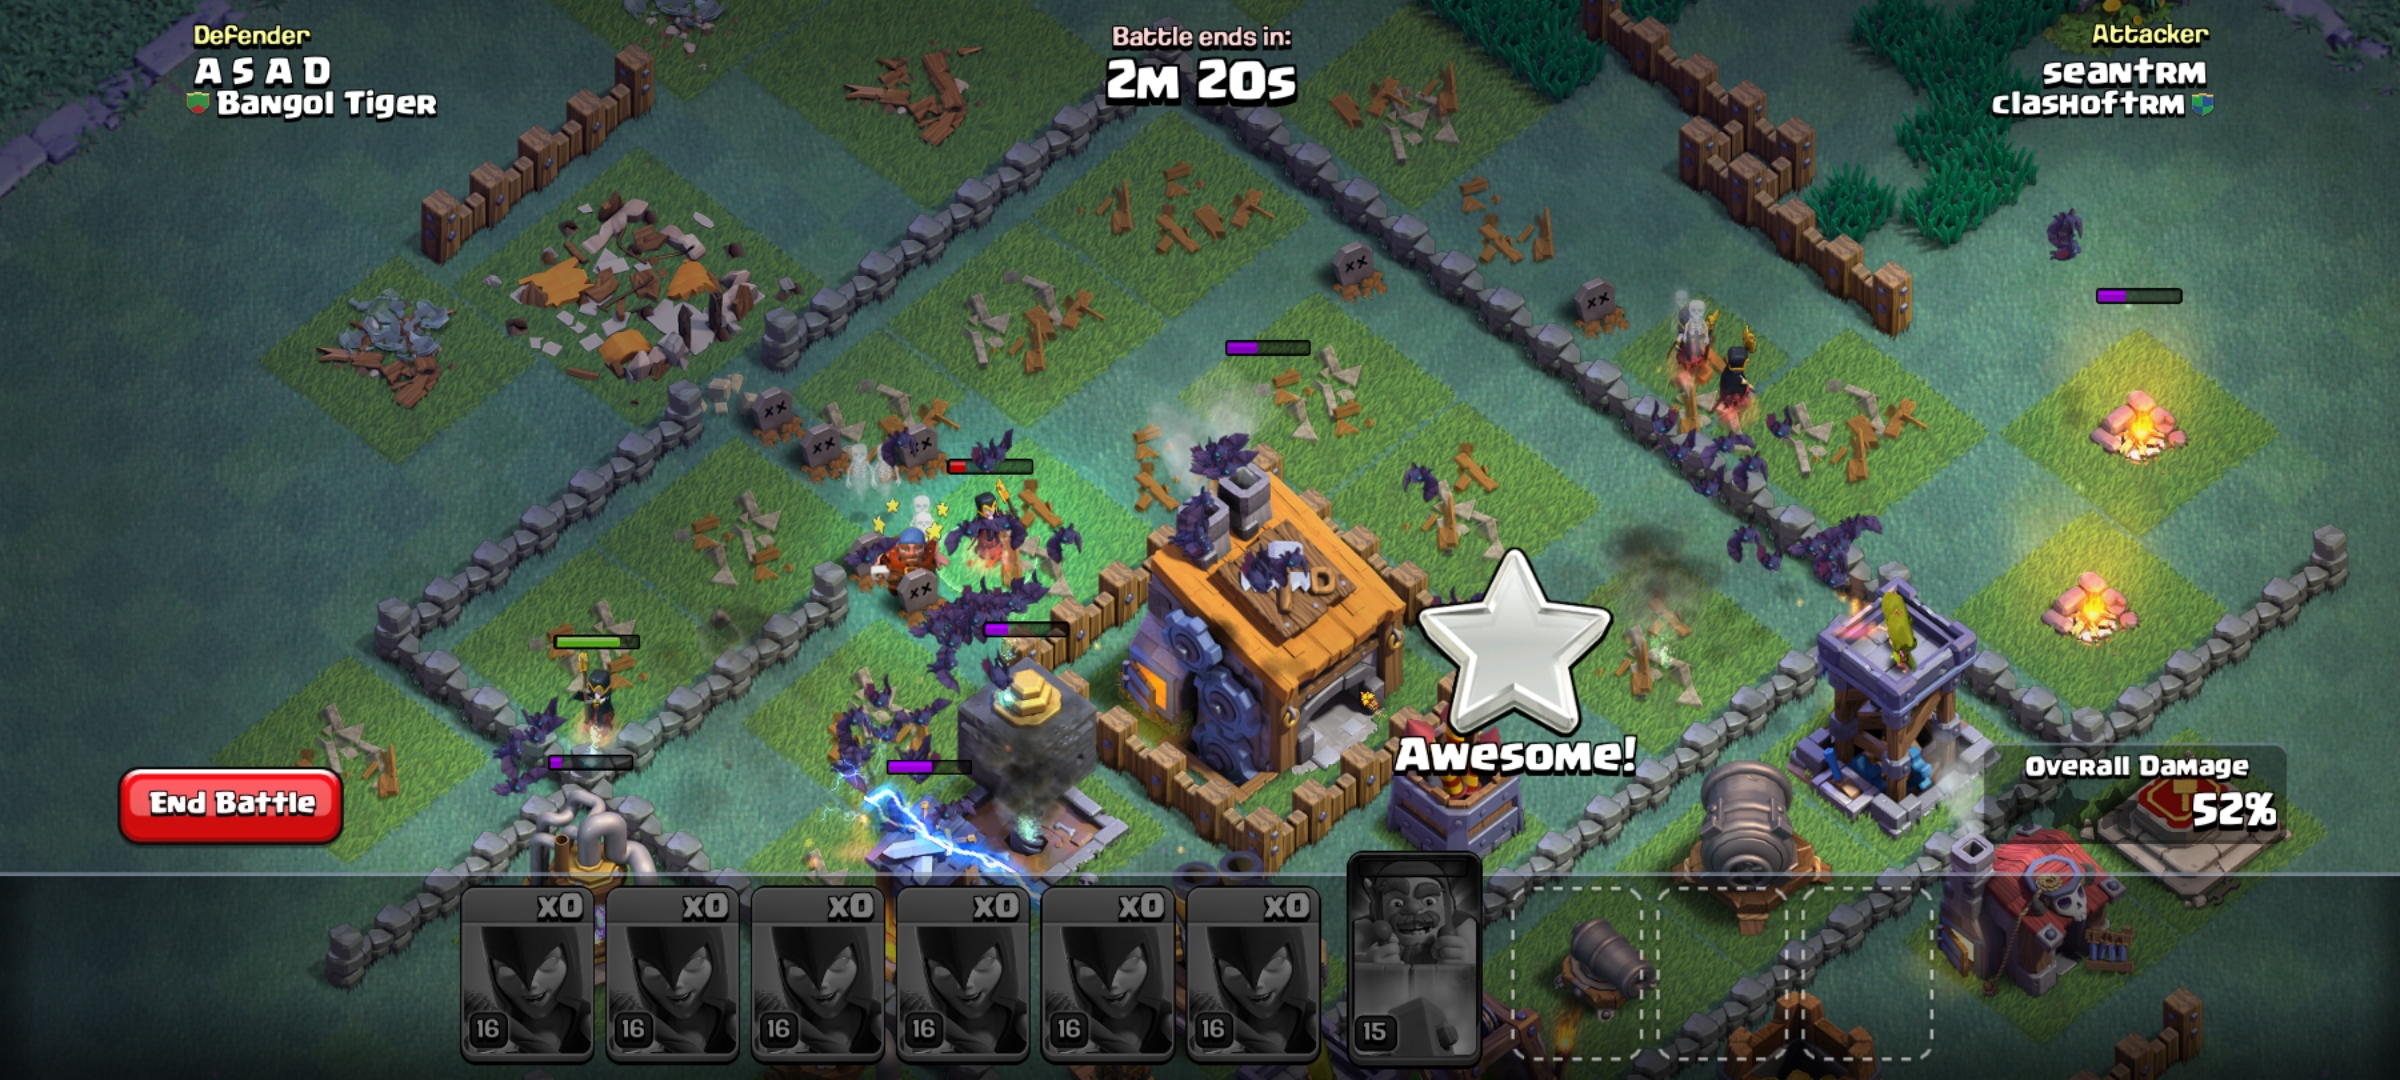 Defender
A S A D
Bangol Tiger
Battle ends in:
2M 20s
Attacker
seantRM
clashoftRM
Awesome!
End Battle
Overall Damage
52%
x0
x0
x0
x0
x0
x0
16
16
16
16
16
16
15